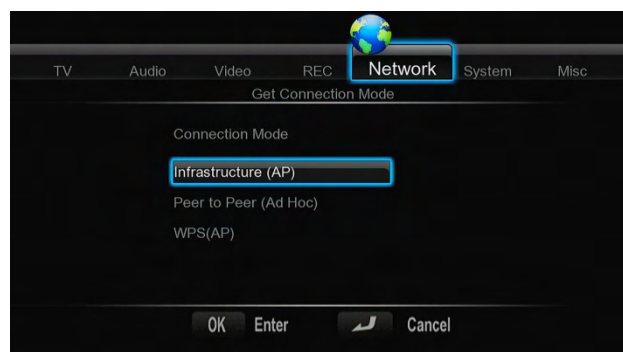 TV Audio Video REC Network System Misc
Get Connection Mode
Connection Mode
Infrastructure (AP)
Peer to Peer (Ad Hoc)
WPS(AP)
OK Enter Cancel